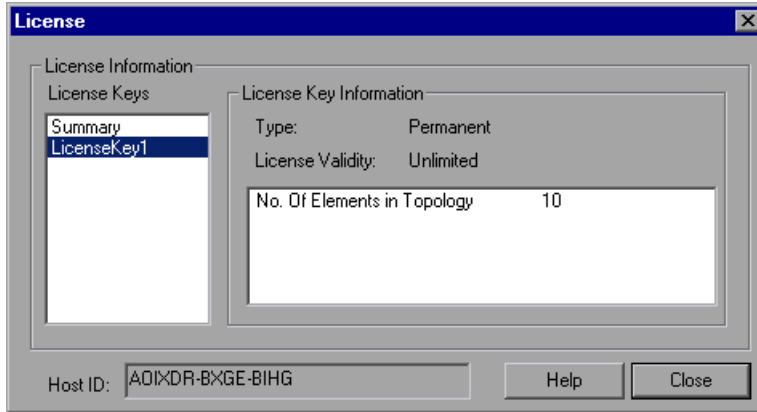 License
License Information
License Keys
Summary
LicenseKey1
License Key Information
Type: Permanent
License Validity: Unlimited
No. Of Elements in Topology 10
Host ID: AOIXDR-BXGE-BIHG
Help
Close